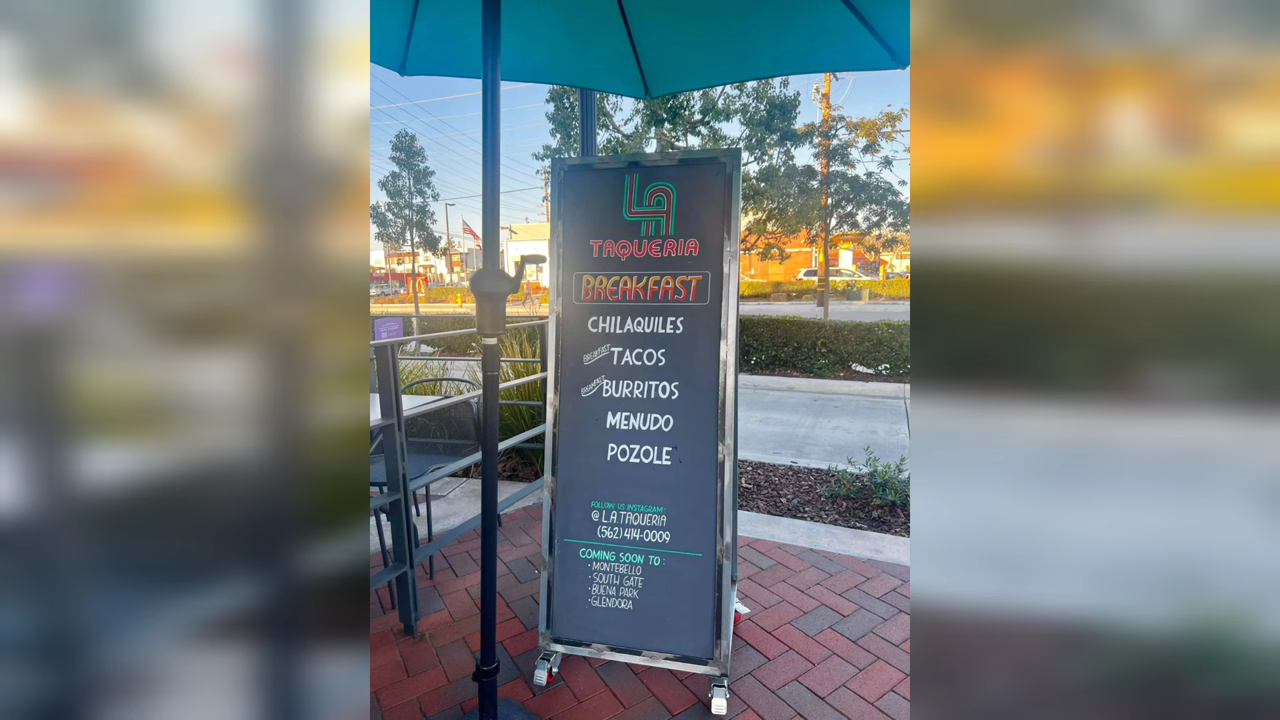 LA
TAQUERIA
BREAKFAST
CHILAQUILES
BREAKFAST TACOS
BREAKFAST BURRITOS
MENUDO
POZOLE
FOLLOW US INSTAGRAM:
@ L.A.TAQUERIA
(562) 414-0009
COMING SOON TO:
• MONTEBELLO
• SOUTH GATE
• BUENA PARK
• GLENDORA